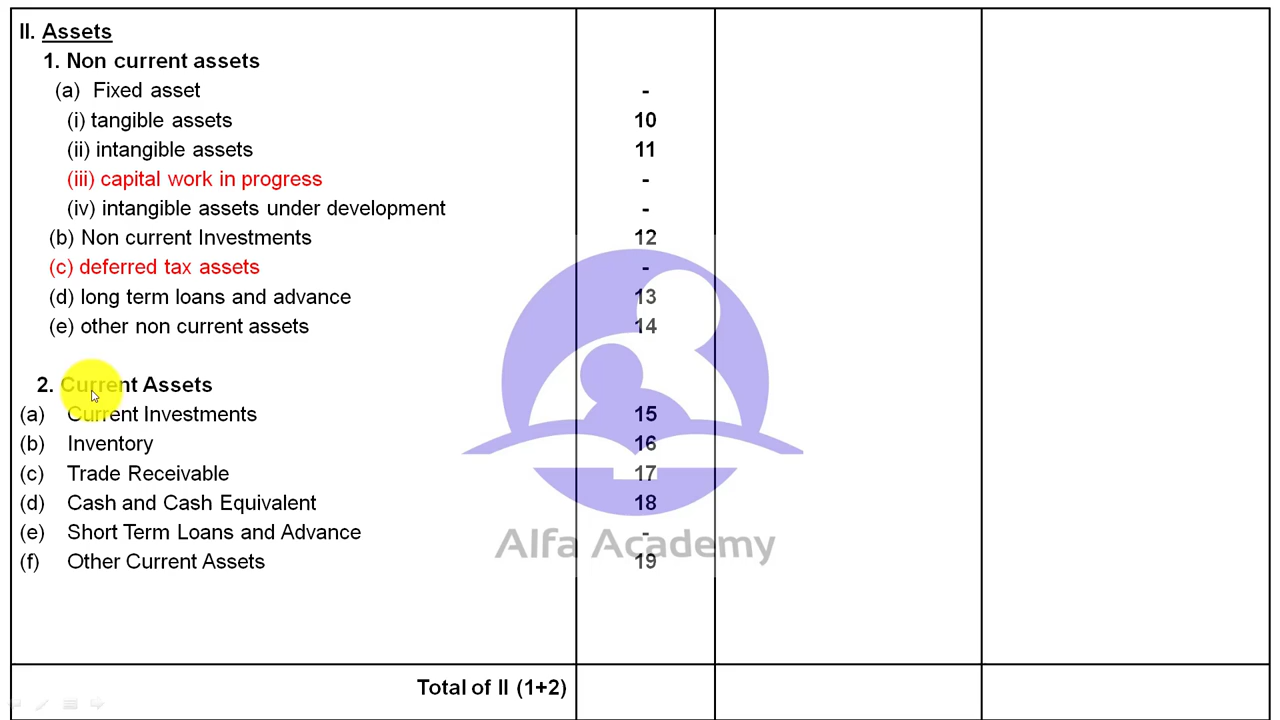 II. Assets
1. Non current assets
(a) Fixed asset -
(i) tangible assets 10
(ii) intangible assets 11
(iii) capital work in progress -
(iv) intangible assets under development -
(b) Non current Investments 12
(c) deferred tax assets -
(d) long term loans and advance 13
(e) other non current assets 14
2. Current Assets
(a) Current Investments 15
(b) Inventory 16
(c) Trade Receivable 17
(d) Cash and Cash Equivalent 18
(e) Short Term Loans and Advance -
Alfa Academy
(f) Other Current Assets 19
Total of II (1+2)